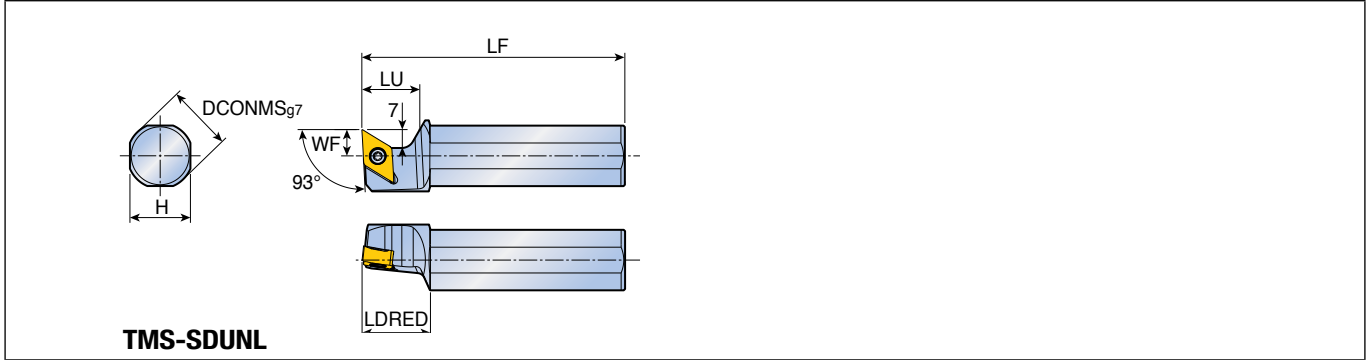 LF
LU
DCONMSg7
7
WF
93°
H
LDRED
TMS-SDUNL